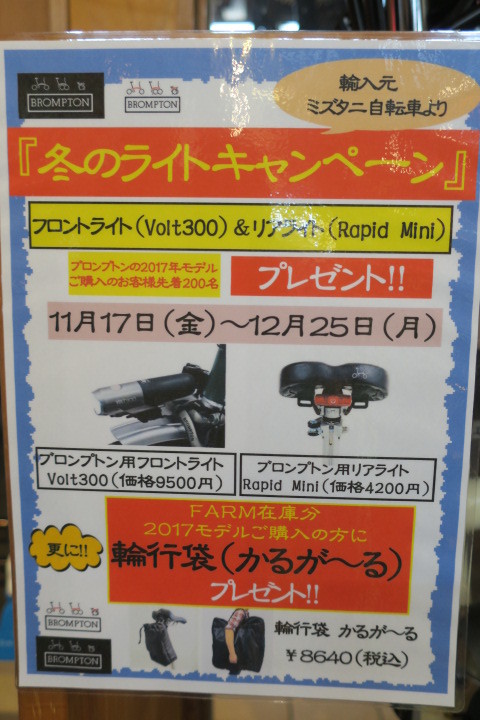 BROMPTON
BROMPTON
輸入元
ミズタニ自転車より
『冬のライトキャンペーン』
フロントライト(Volt300)&リアライト(Rapid Mini)
ブロンプトンの2017年モデル
ご購入のお客様先着200名
プレゼント!!
11月17日(金)~12月25日(月)
ブロンプトン用フロントライト
Volt300(価格9500円)
ブロンプトン用リアライト
Rapid Mini(価格4200円)
FARM在庫分
2017モデルご購入の方に
更に!!
輪行袋(かるが~る)
プレゼント!!
BROMPTON
BROMPTON
輪行袋 かるが~る
¥8640(税込)